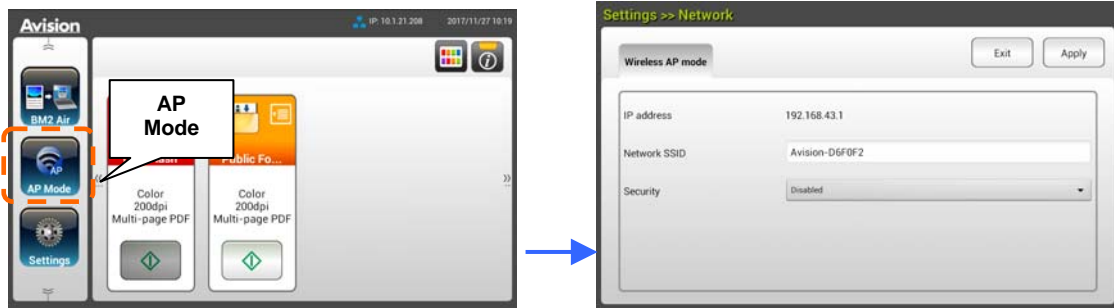 Avision
IP: 10.1.21.208
2017/11/27 10:19
BM2 Air
AP
Mode
AP
AP Mode
Public Fo...
Color
200dpi
Multi-page PDF
Color
200dpi
Multi-page PDF
Settings
Settings >> Network
Wireless AP mode
Exit
Apply
IP address
192.168.43.1
Network SSID
Avision-D6F0F2
Security
Disabled